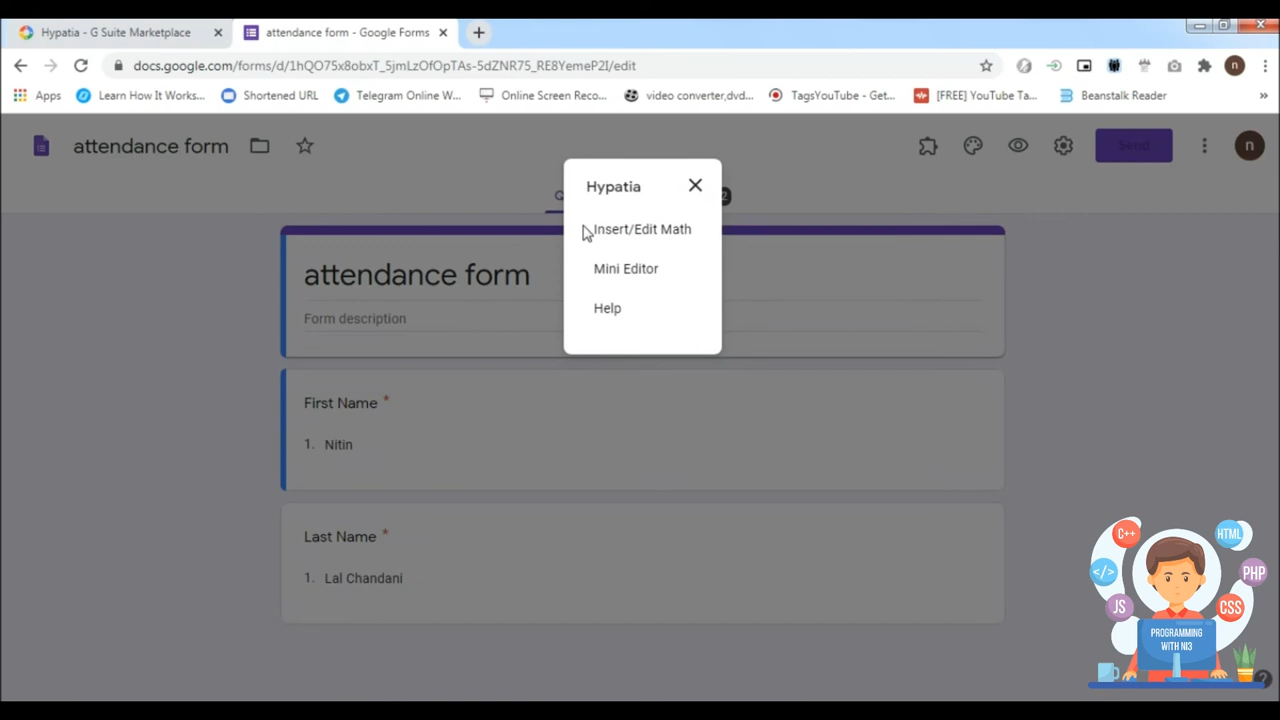 Hypatia - G Suite Marketplace
attendance form - Google Forms
docs.google.com/forms/d/1hQO75x8obxT_5jmLzOfOpTAs-5dZNR75_RE8YemeP2I/edit
n
Apps
Learn How It Works...
Shortened URL
Telegram Online W...
Online Screen Reco...
video converter,dvd...
TagsYouTube - Get...
[FREE] YouTube Ta...
Beanstalk Reader
»
attendance form
Send
n
Hypatia
2
Insert/Edit Math
Mini Editor
Help
attendance form
Form description
First Name *
1. Nitin
Last Name *
1. Lal Chandani
C++
HTML
</>
PHP
JS
CSS
PROGRAMMING
WITH NI3
?